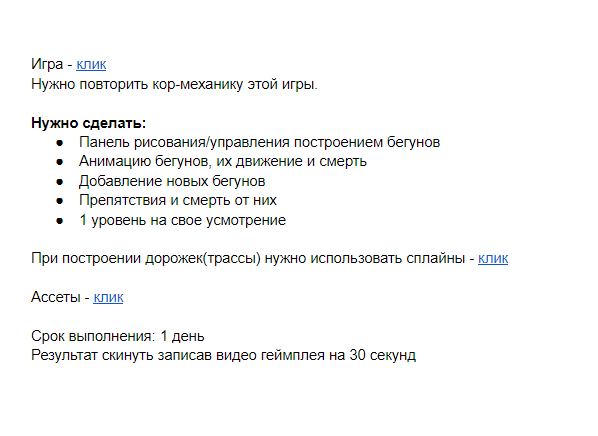 Игра - клик
Нужно повторить кор-механику этой игры.
Нужно сделать:
● Панель рисования/управления построением бегунов
● Анимацию бегунов, их движение и смерть
● Добавление новых бегунов
● Препятствия и смерть от них
● 1 уровень на свое усмотрение
При построении дорожек(трассы) нужно использовать сплайны - клик
Ассеты - клик
Срок выполнения: 1 день
Результат скинуть записав видео геймплея на 30 секунд